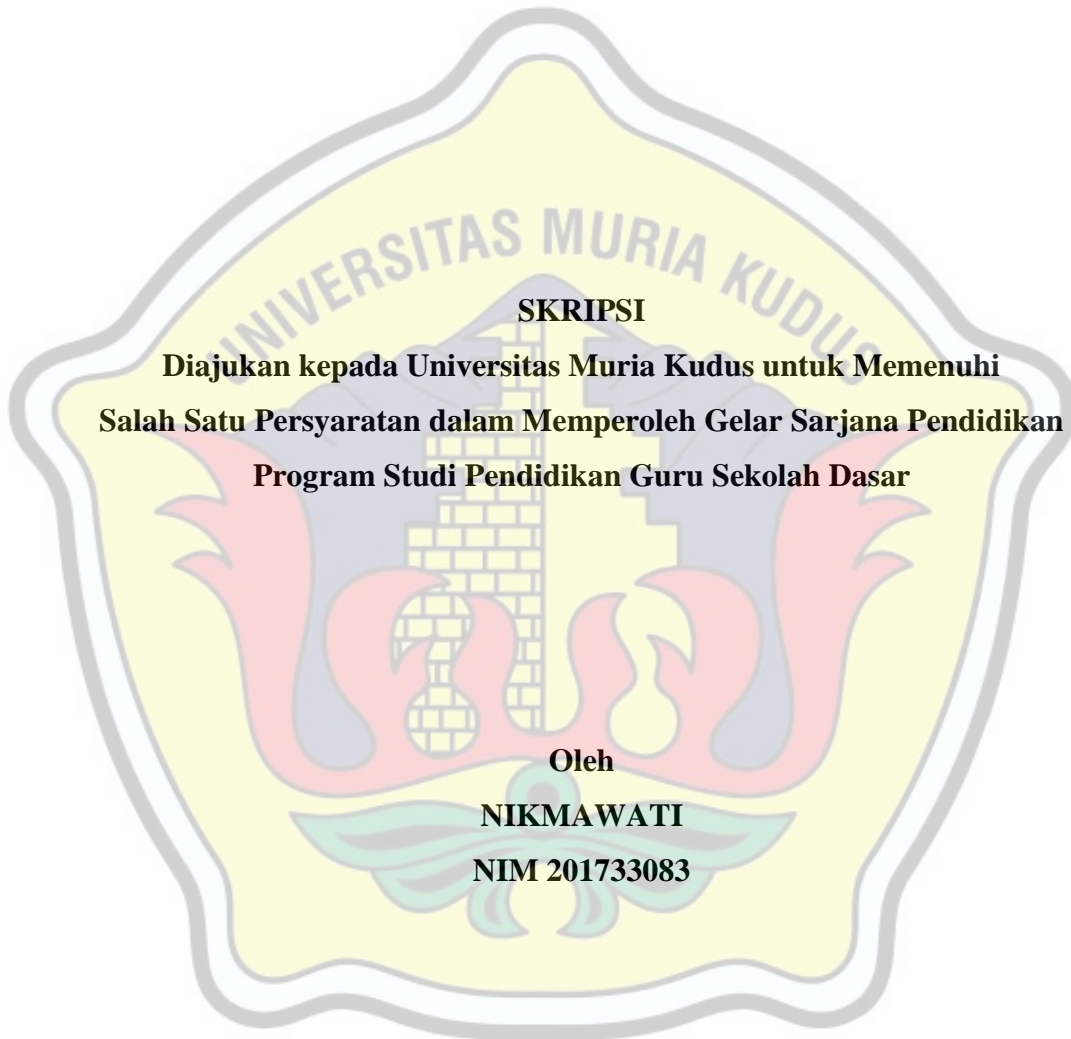 UNIVERSITAS MURIA KUDUS
SKRIPSI
Diajukan kepada Universitas Muria Kudus untuk Memenuhi
Salah Satu Persyaratan dalam Memperoleh Gelar Sarjana Pendidikan
Program Studi Pendidikan Guru Sekolah Dasar
Oleh
NIKMAWATI
NIM 201733083